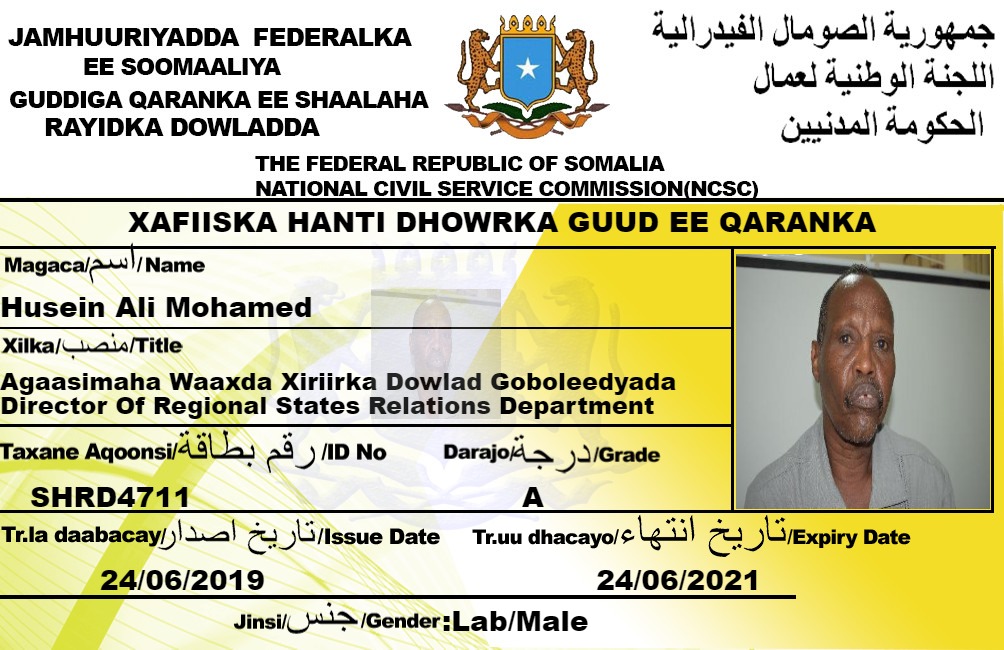 JAMHUURIYADDA FEDERALKA
EE SOOMAALIYA
GUDDIGA QARANKA EE SHAALAHA
RAYIDKA DOWLADDA
جمهورية الصومال الفيدرالية
اللجنة الوطنية لعمال
الحكومة المدنيين
THE FEDERAL REPUBLIC OF SOMALIA
NATIONAL CIVIL SERVICE COMMISSION(NCSC)
XAFIISKA HANTI DHOWRKA GUUD EE QARANKA
Magaca/اسم/Name
Husein Ali Mohamed
Xilka/منصب/Title
Agaasimaha Waaxda Xiriirka Dowlad Goboleedyada
Director Of Regional States Relations Department
Taxane Aqoonsi/رقم بطاقة/ID No
SHRD4711
Darajo/درجة/Grade
A
Tr.la daabacay/تاريخ اصدار/Issue Date
24/06/2019
Tr.uu dhacayo/تاريخ انتهاء/Expiry Date
24/06/2021
Jinsi/جنس/Gender:Lab/Male